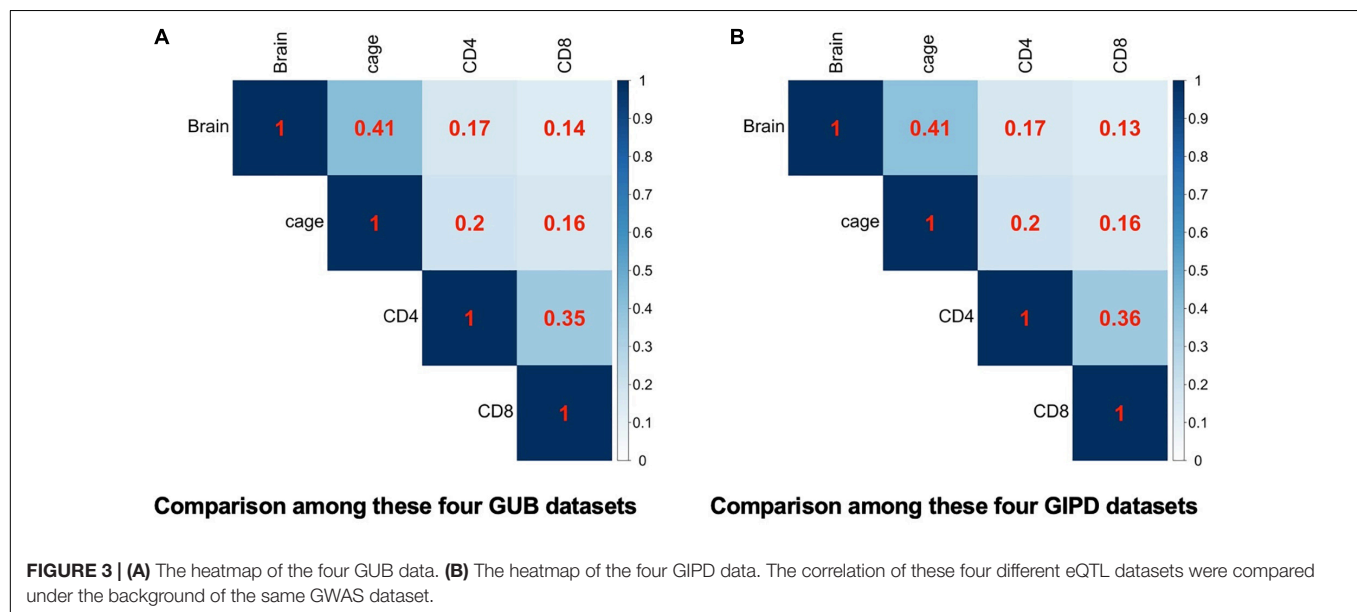 A
Brain cage CD4 CD8
Brain 1 0.41 0.17 0.14
cage 1 0.2 0.16
CD4 1 0.35
CD8 1
1
0.9
0.8
0.7
0.6
0.5
0.4
0.3
0.2
0.1
0
Comparison among these four GUB datasets
B
Brain cage CD4 CD8
Brain 1 0.41 0.17 0.13
cage 1 0.2 0.16
CD4 1 0.36
CD8 1
1
0.9
0.8
0.7
0.6
0.5
0.4
0.3
0.2
0.1
0
Comparison among these four GIPD datasets
FIGURE 3 | (A) The heatmap of the four GUB data. (B) The heatmap of the four GIPD data. The correlation of these four different eQTL datasets were compared
under the background of the same GWAS dataset.